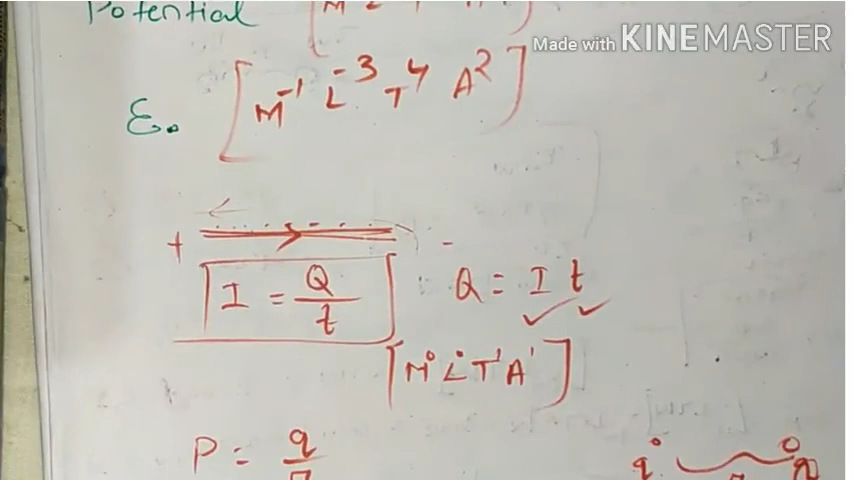 Potential
Made with KINEMASTER
ε₀ [M⁻¹ L⁻³ T⁴ A²]
+ -
I = Q/t Q = I t
[M⁰ L⁰ T¹ A¹]
P = q
q